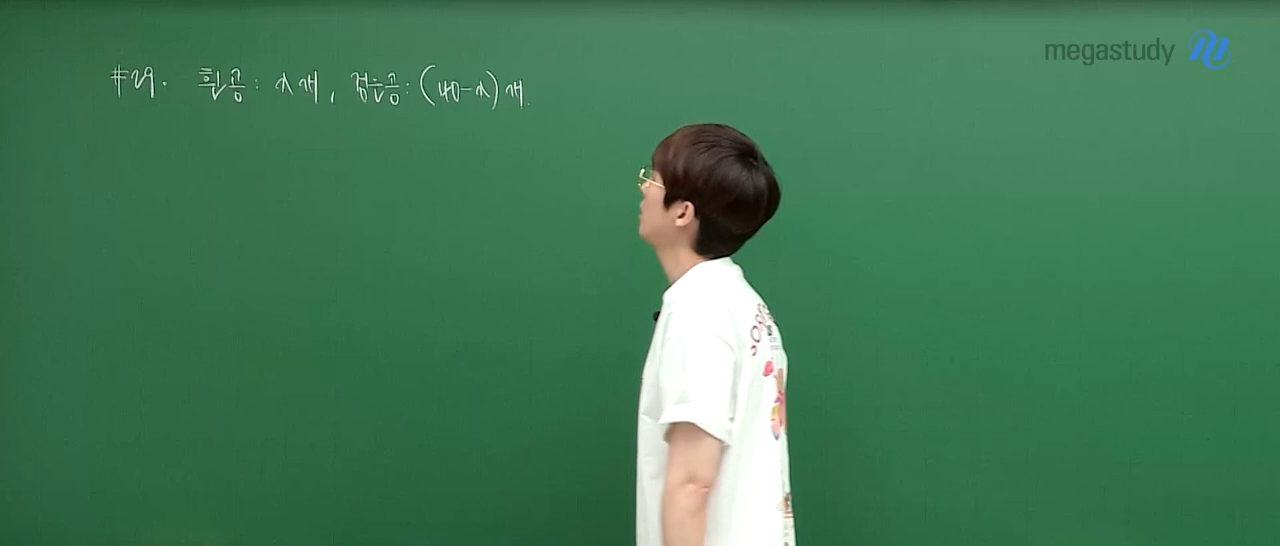 megastudy
#29. 흰공 : x개, 검은공 : (40-x)개.